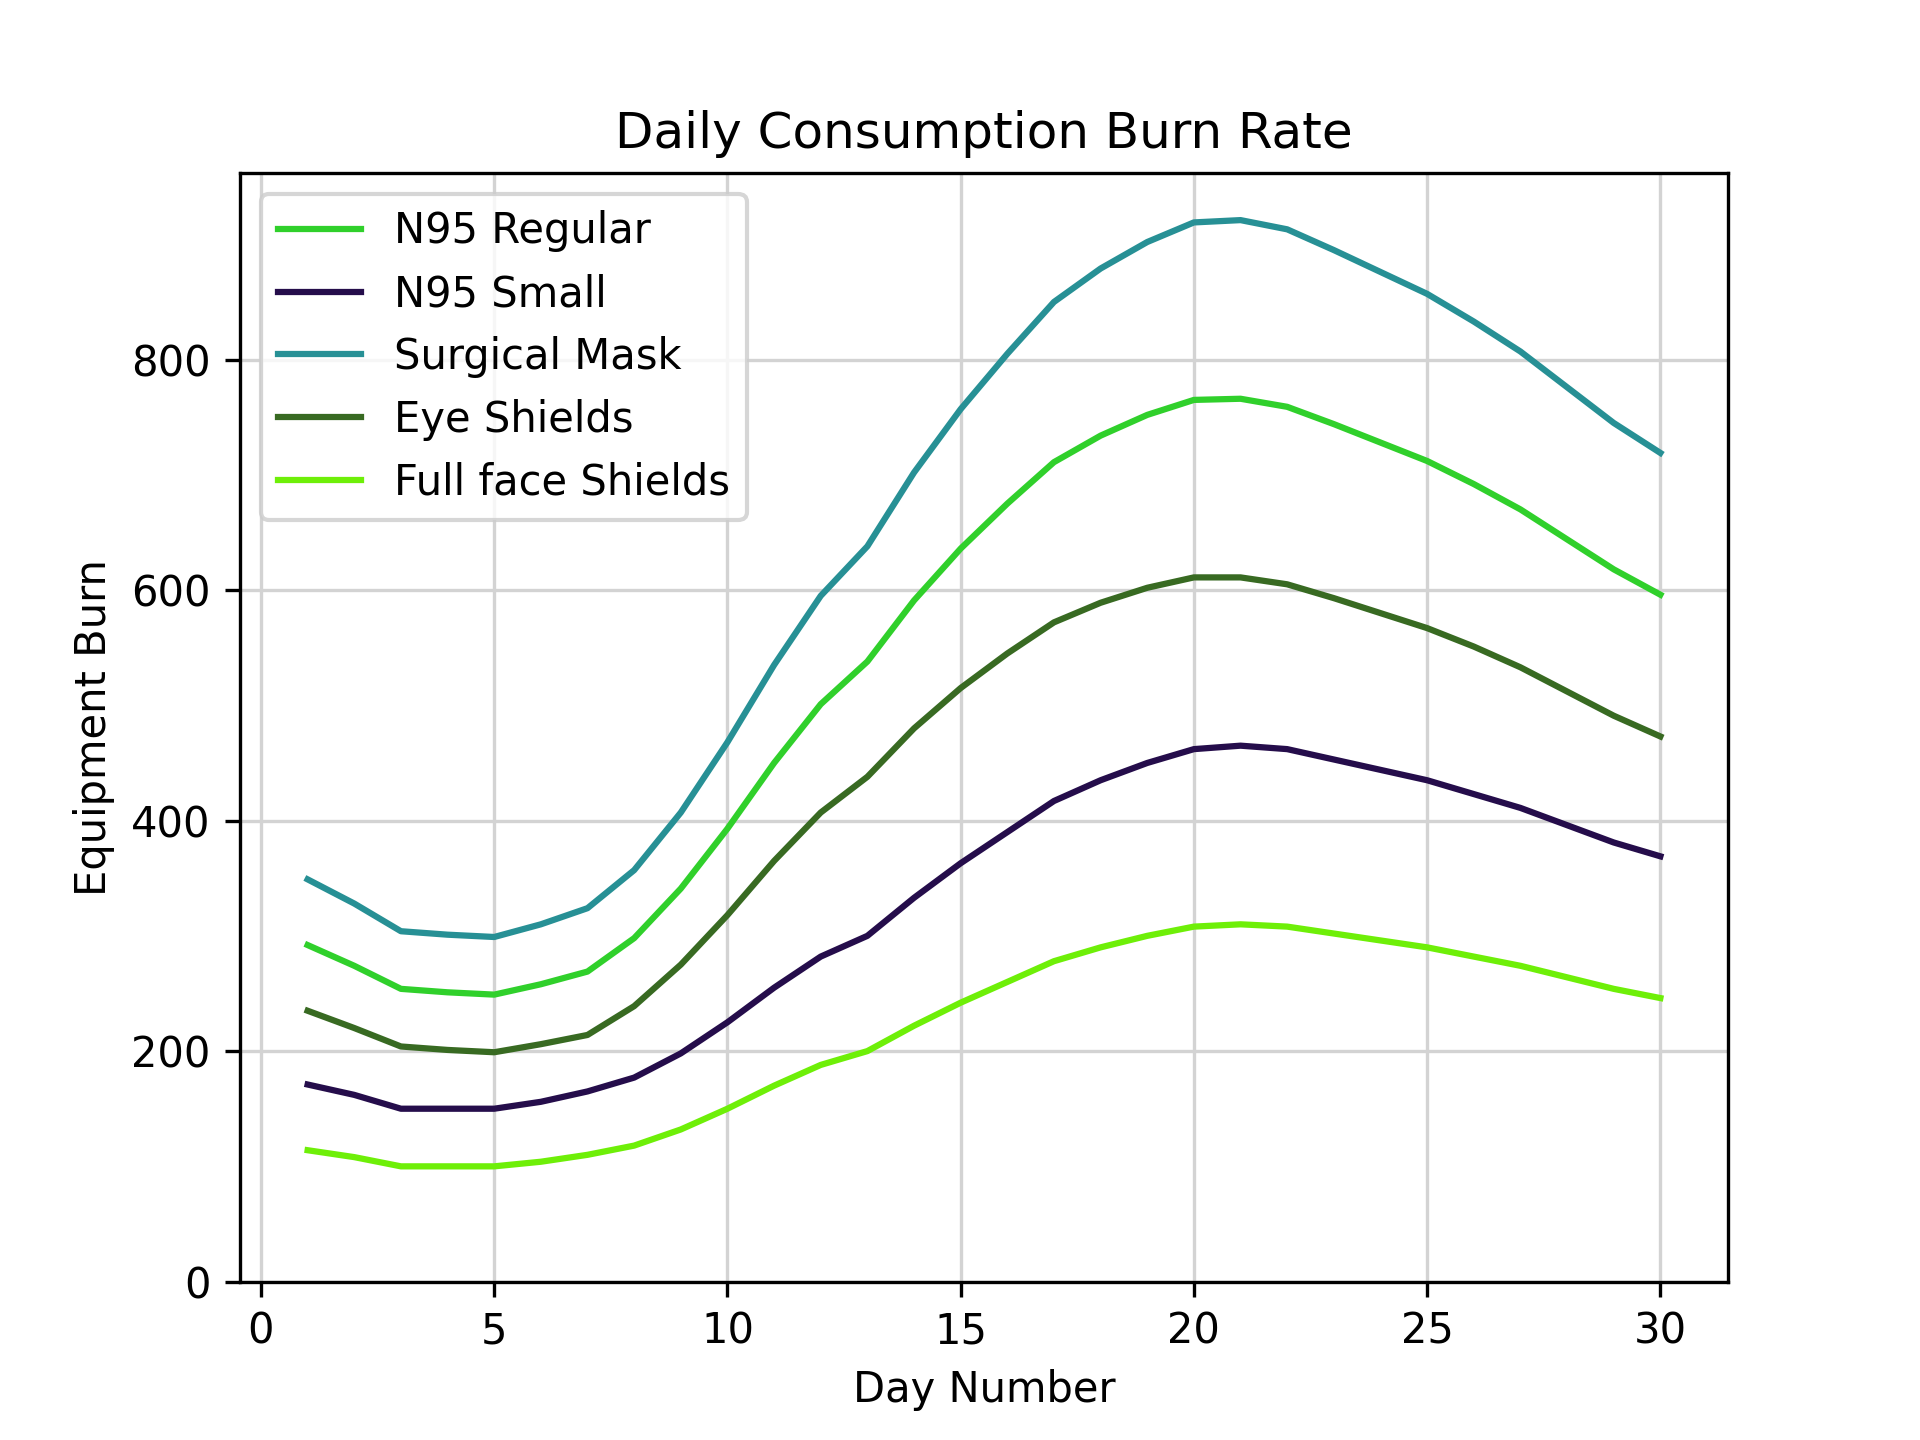 Daily Consumption Burn Rate
N95 Regular
N95 Small
Surgical Mask
Eye Shields
Full face Shields
Equipment Burn
800
600
400
200
0
0 5 10 15 20 25 30
Day Number